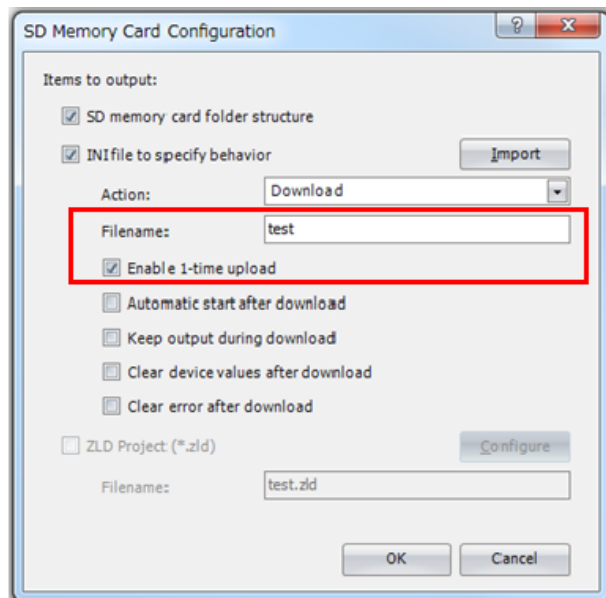 SD Memory Card Configuration
Items to output:
SD memory card folder structure
INI file to specify behavior Import
Action: Download
Filename: test
Enable 1-time upload
Automatic start after download
Keep output during download
Clear device values after download
Clear error after download
ZLD Project (*.zld) Configure
Filename: test.zld
OK Cancel